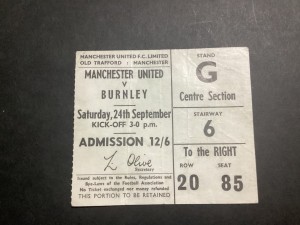 MANCHESTER UNITED F.C. LIMITED
OLD TRAFFORD : MANCHESTER
MANCHESTER UNITED
V
BURNLEY
Saturday, 24th September
KICK-OFF 3-0 p.m.
ADMISSION 12/6
L. Olive
Secretary
Issued subject to the Rules, Regulations and
Bye-Laws of the Football Association
No Ticket exchanged nor money refunded
THIS PORTION TO BE RETAINED
STAND
G
Centre Section
STAIRWAY
6
To the RIGHT
ROW SEAT
20 85